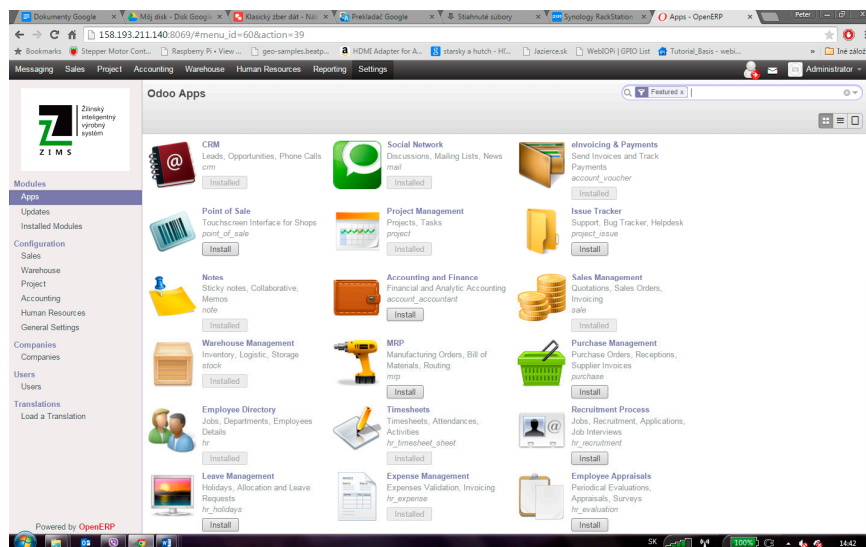 Dokumenty Google
Môj disk - Disk Google
Klasický zber dát - Nák
Prekladač Google
Stiahnuté súbory
Synology RackStation
Apps - OpenERP
Peter
158.193.211.140:8069/#menu_id=60&action=39
Bookmarks
Stepper Motor Cont...
Raspberry Pi - View ...
geo-samples.beatp...
HDMI Adapter for A...
starsky a hutch - Hľ...
Jazierce.sk
WebIOPi | GPIO List
Tutorial_Basis - webi...
»
Iné zálož
Messaging Sales Project Accounting Warehouse Human Resources Reporting Settings
Administrator
Žilinský
inteligentný
výrobný
systém
ZIMS
Modules
Apps
Updates
Installed Modules
Configuration
Sales
Warehouse
Project
Accounting
Human Resources
General Settings
Companies
Companies
Users
Users
Translations
Load a Translation
Powered by OpenERP
Odoo Apps
Featured x
CRM
Leads, Opportunities, Phone Calls
crm
Installed
Social Network
Discussions, Mailing Lists, News
mail
Installed
eInvoicing & Payments
Send Invoices and Track
Payments
account_voucher
Installed
Point of Sale
Touchscreen Interface for Shops
point_of_sale
Install
Project Management
Projects, Tasks
project
Installed
Issue Tracker
Support, Bug Tracker, Helpdesk
project_issue
Install
Notes
Sticky notes, Collaborative,
Memos
note
Installed
Accounting and Finance
Financial and Analytic Accounting
account_accountant
Install
Sales Management
Quotations, Sales Orders,
Invoicing
sale
Installed
Warehouse Management
Inventory, Logistic, Storage
stock
Installed
MRP
Manufacturing Orders, Bill of
Materials, Routing
mrp
Install
Purchase Management
Purchase Orders, Receptions,
Supplier Invoices
purchase
Install
Employee Directory
Jobs, Departments, Employees
Details
hr
Installed
Timesheets
Timesheets, Attendances,
Activities
hr_timesheet_sheet
Installed
Recruitment Process
Jobs, Recruitment, Applications,
Job Interviews
hr_recruitment
Install
Leave Management
Holidays, Allocation and Leave
Requests
hr_holidays
Install
Expense Management
Expenses Validation, Invoicing
hr_expense
Installed
Employee Appraisals
Periodical Evaluations,
Appraisals, Surveys
hr_evaluation
Install
SK
100%
14:42